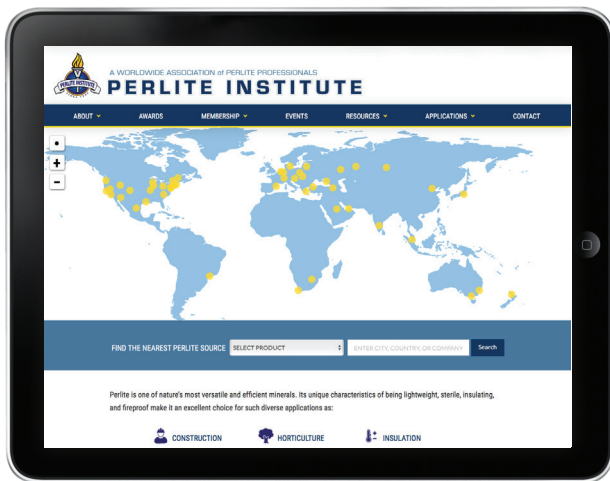 PERLITE INSTITUTE
A WORLDWIDE ASSOCIATION of PERLITE PROFESSIONALS
PERLITE INSTITUTE
ABOUT AWARDS MEMBERSHIP EVENTS RESOURCES APPLICATIONS CONTACT
+
−
FIND THE NEAREST PERLITE SOURCE SELECT PRODUCT ENTER CITY, COUNTRY, OR COMPANY Search
Perlite is one of nature's most versatile and efficient minerals. Its unique characteristics of being lightweight, sterile, insulating,
and fireproof make it an excellent choice for such diverse applications as:
CONSTRUCTION HORTICULTURE INSULATION